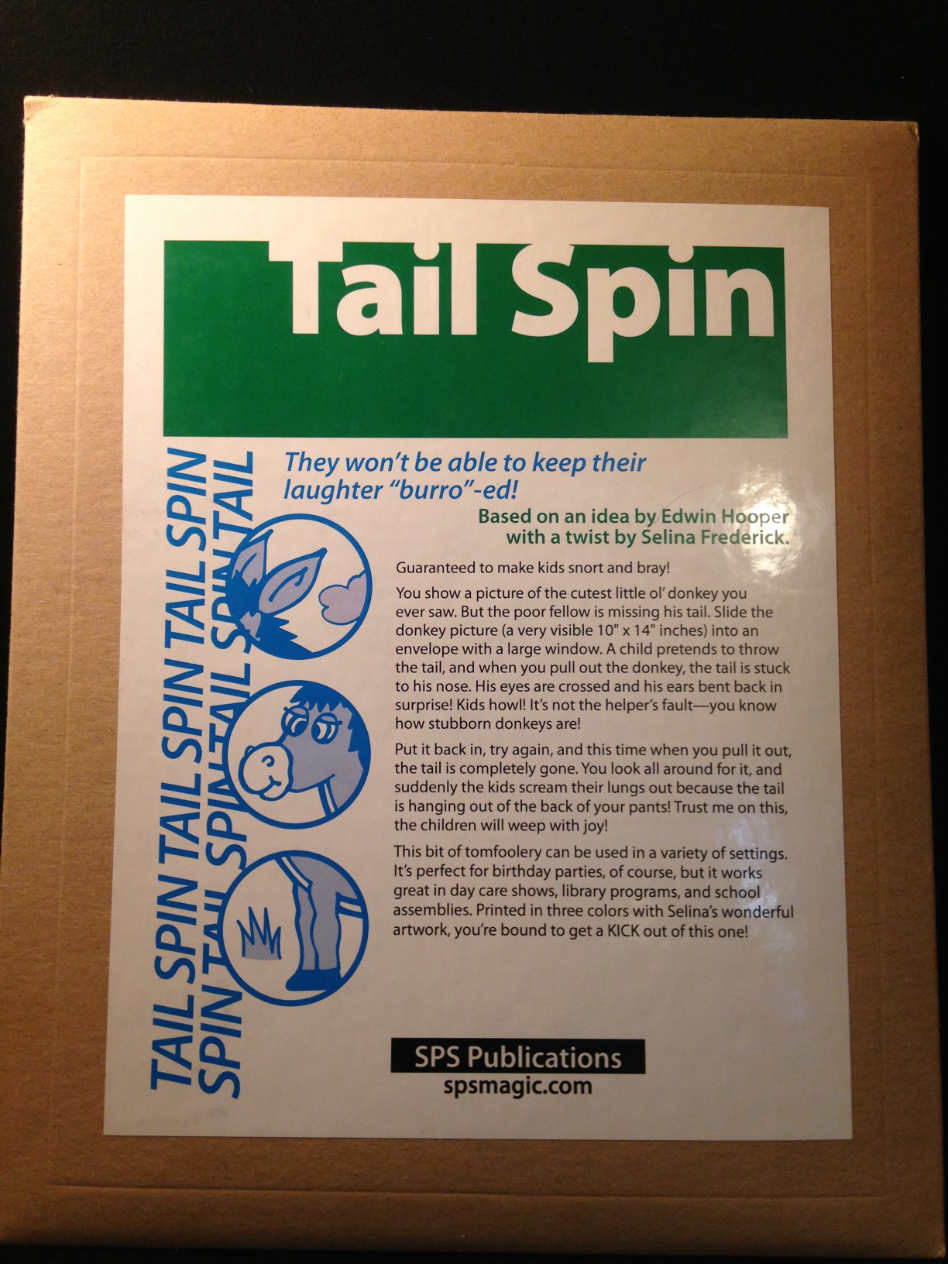 Tail Spin
They won't be able to keep their
laughter "burro"-ed!
Based on an idea by Edwin Hooper
with a twist by Selina Frederick.
Guaranteed to make kids snort and bray!
You show a picture of the cutest little ol' donkey you
ever saw. But the poor fellow is missing his tail. Slide the
donkey picture (a very visible 10" x 14" inches) into an
envelope with a large window. A child pretends to throw
the tail, and when you pull out the donkey, the tail is stuck
to his nose. His eyes are crossed and his ears bent back in
surprise! Kids howl! It's not the helper's fault—you know
how stubborn donkeys are!
Put it back in, try again, and this time when you pull it out,
the tail is completely gone. You look all around for it, and
suddenly the kids scream their lungs out because the tail
is hanging out of the back of your pants! Trust me on this,
the children will weep with joy!
This bit of tomfoolery can be used in a variety of settings.
It's perfect for birthday parties, of course, but it works
great in day care shows, library programs, and school
assemblies. Printed in three colors with Selina's wonderful
artwork, you're bound to get a KICK out of this one!
TAIL SPIN TAIL SPIN TAIL SPIN TAIL SPIN
SPIN TAIL SPIN TAIL SPIN TAIL
SPS Publications
spsmagic.com